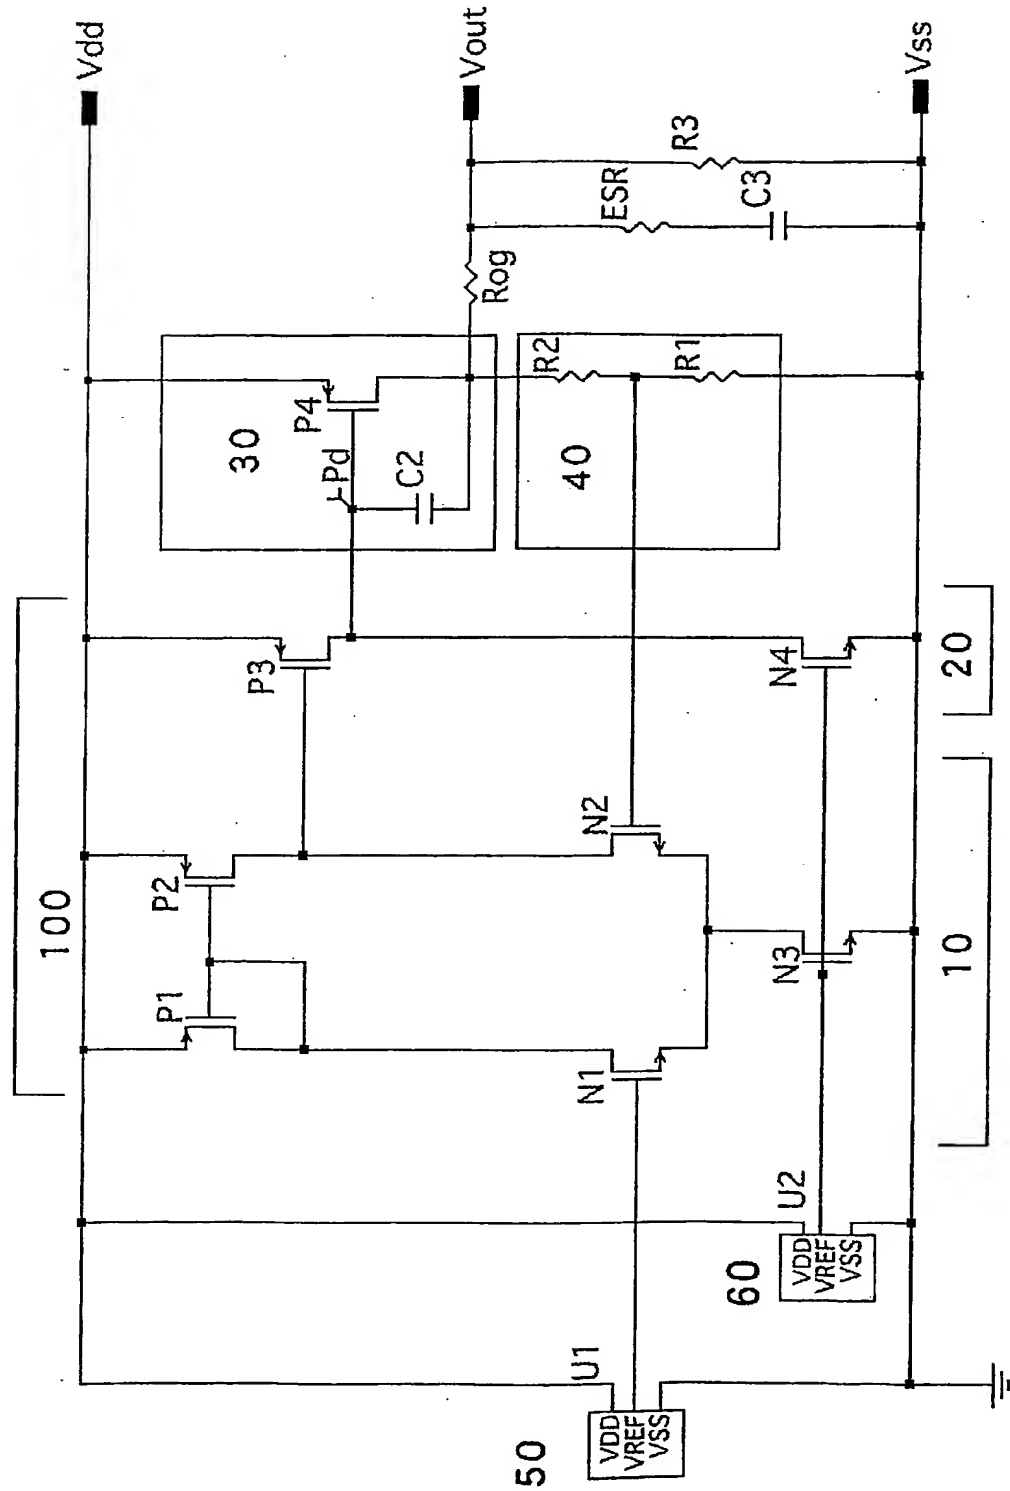 100
Vdd
P1
P2
P3
P4
30
Pd
C2
Rog
Vout
R2
40
R1
ESR
C3
R3
N1
N2
N3
N4
U1
VDD
VREF
VSS
50
U2
VDD
VREF
VSS
60
10
20
Vss